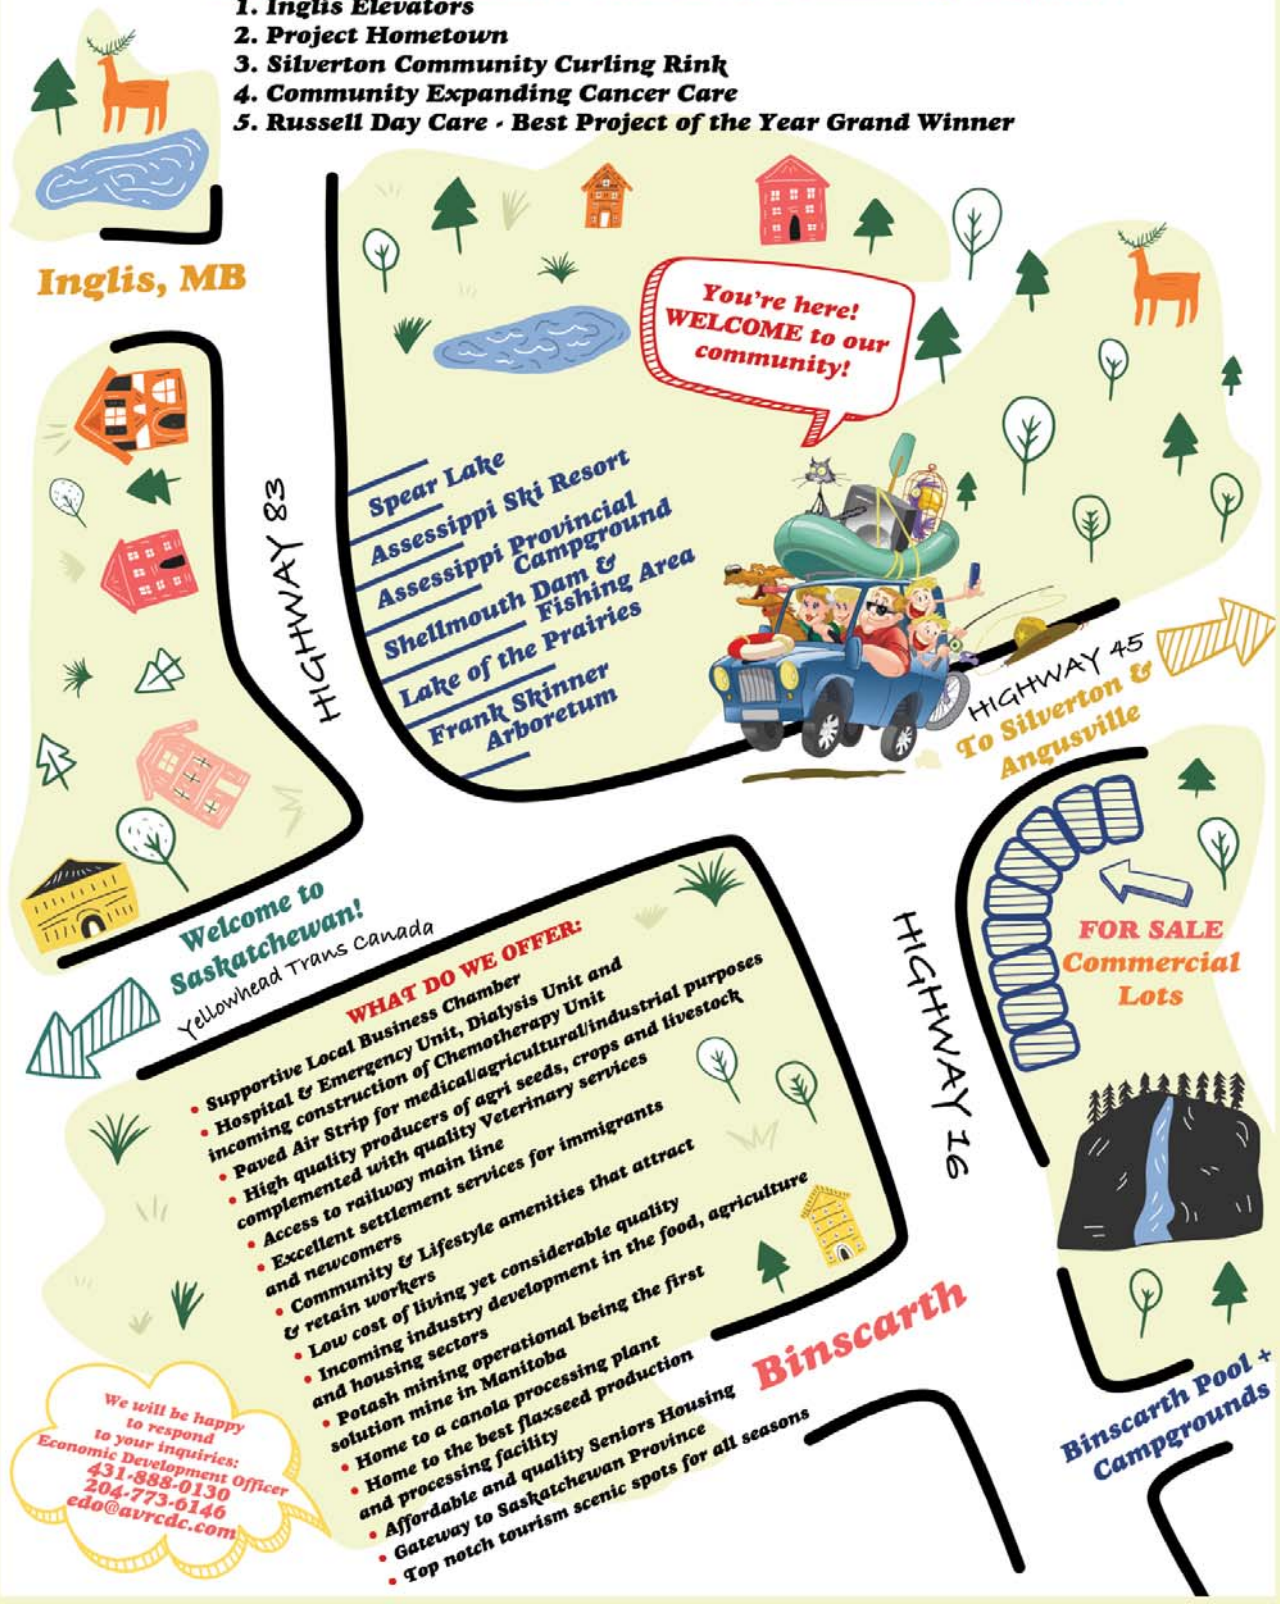 1. Inglis Elevators
2. Project Hometown
3. Silverton Community Curling Rink
4. Community Expanding Cancer Care
5. Russell Day Care - Best Project of the Year Grand Winner
Inglis, MB
You're here!
WELCOME to our
community!
HIGHWAY 83
Spear Lake
Assessippi Ski Resort
Assessippi Provincial
Campground
Shellmouth Dam &
Fishing Area
Lake of the Prairies
Frank Skinner
Arboretum
HIGHWAY 45
To Silverton &
Angusville
Welcome to
Saskatchewan!
Yellowhead Trans Canada
FOR SALE
Commercial
Lots
HIGHWAY 16
WHAT DO WE OFFER:
• Supportive Local Business Chamber
• Hospital & Emergency Unit, Dialysis Unit and
incoming construction of Chemotherapy Unit
• Paved Air Strip for medical/agricultural/industrial purposes
• High quality producers of agri seeds, crops and livestock
complemented with quality Veterinary services
• Access to railway main line
• Excellent settlement services for immigrants
and newcomers
• Community & Lifestyle amenities that attract
& retain workers
• Low cost of living yet considerable quality
• Incoming industry development in the food, agriculture
and housing sectors
• Potash mining operational being the first
solution mine in Manitoba
• Home to a canola processing plant
• Home to the best flaxseed production
and processing facility
• Affordable and quality Seniors Housing
• Gateway to Saskatchewan Province
• Top notch tourism scenic spots for all seasons
Binscarth
Binscarth Pool +
Campgrounds
We will be happy
to respond
to your inquiries:
Economic Development Officer
431-888-0130
204-773-6146
edo@avrcdc.com